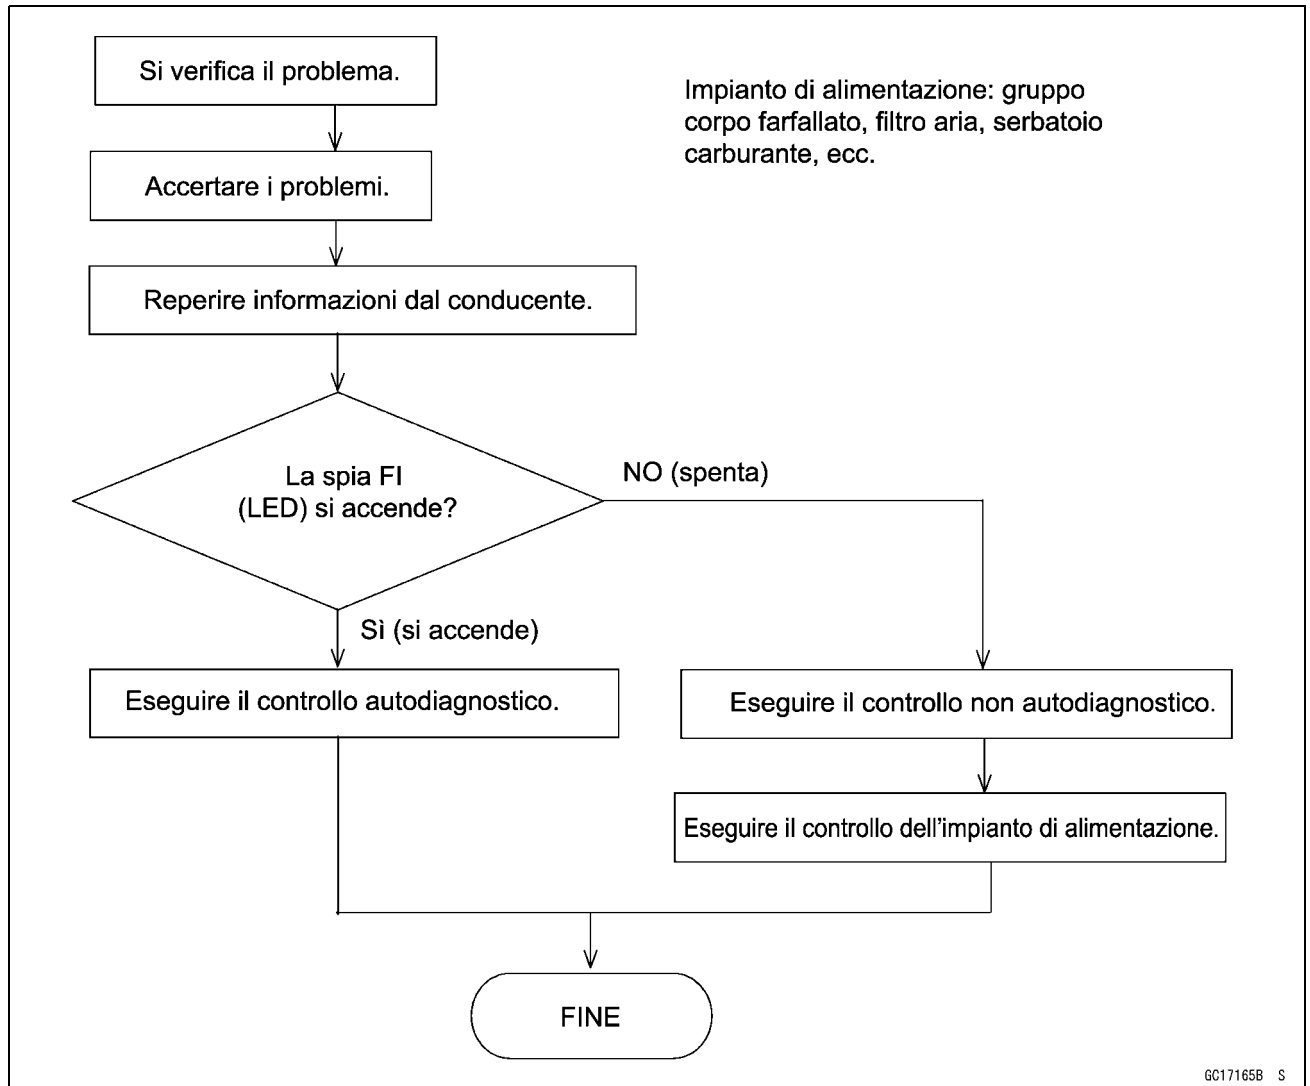 Si verifica il problema.
Impianto di alimentazione: gruppo
corpo farfallato, filtro aria, serbatoio
carburante, ecc.
Accertare i problemi.
Reperire informazioni dal conducente.
La spia FI
(LED) si accende?
NO (spenta)
Sì (si accende)
Eseguire il controllo autodiagnostico.
Eseguire il controllo non autodiagnostico.
Eseguire il controllo dell'impianto di alimentazione.
FINE
GC17165B S